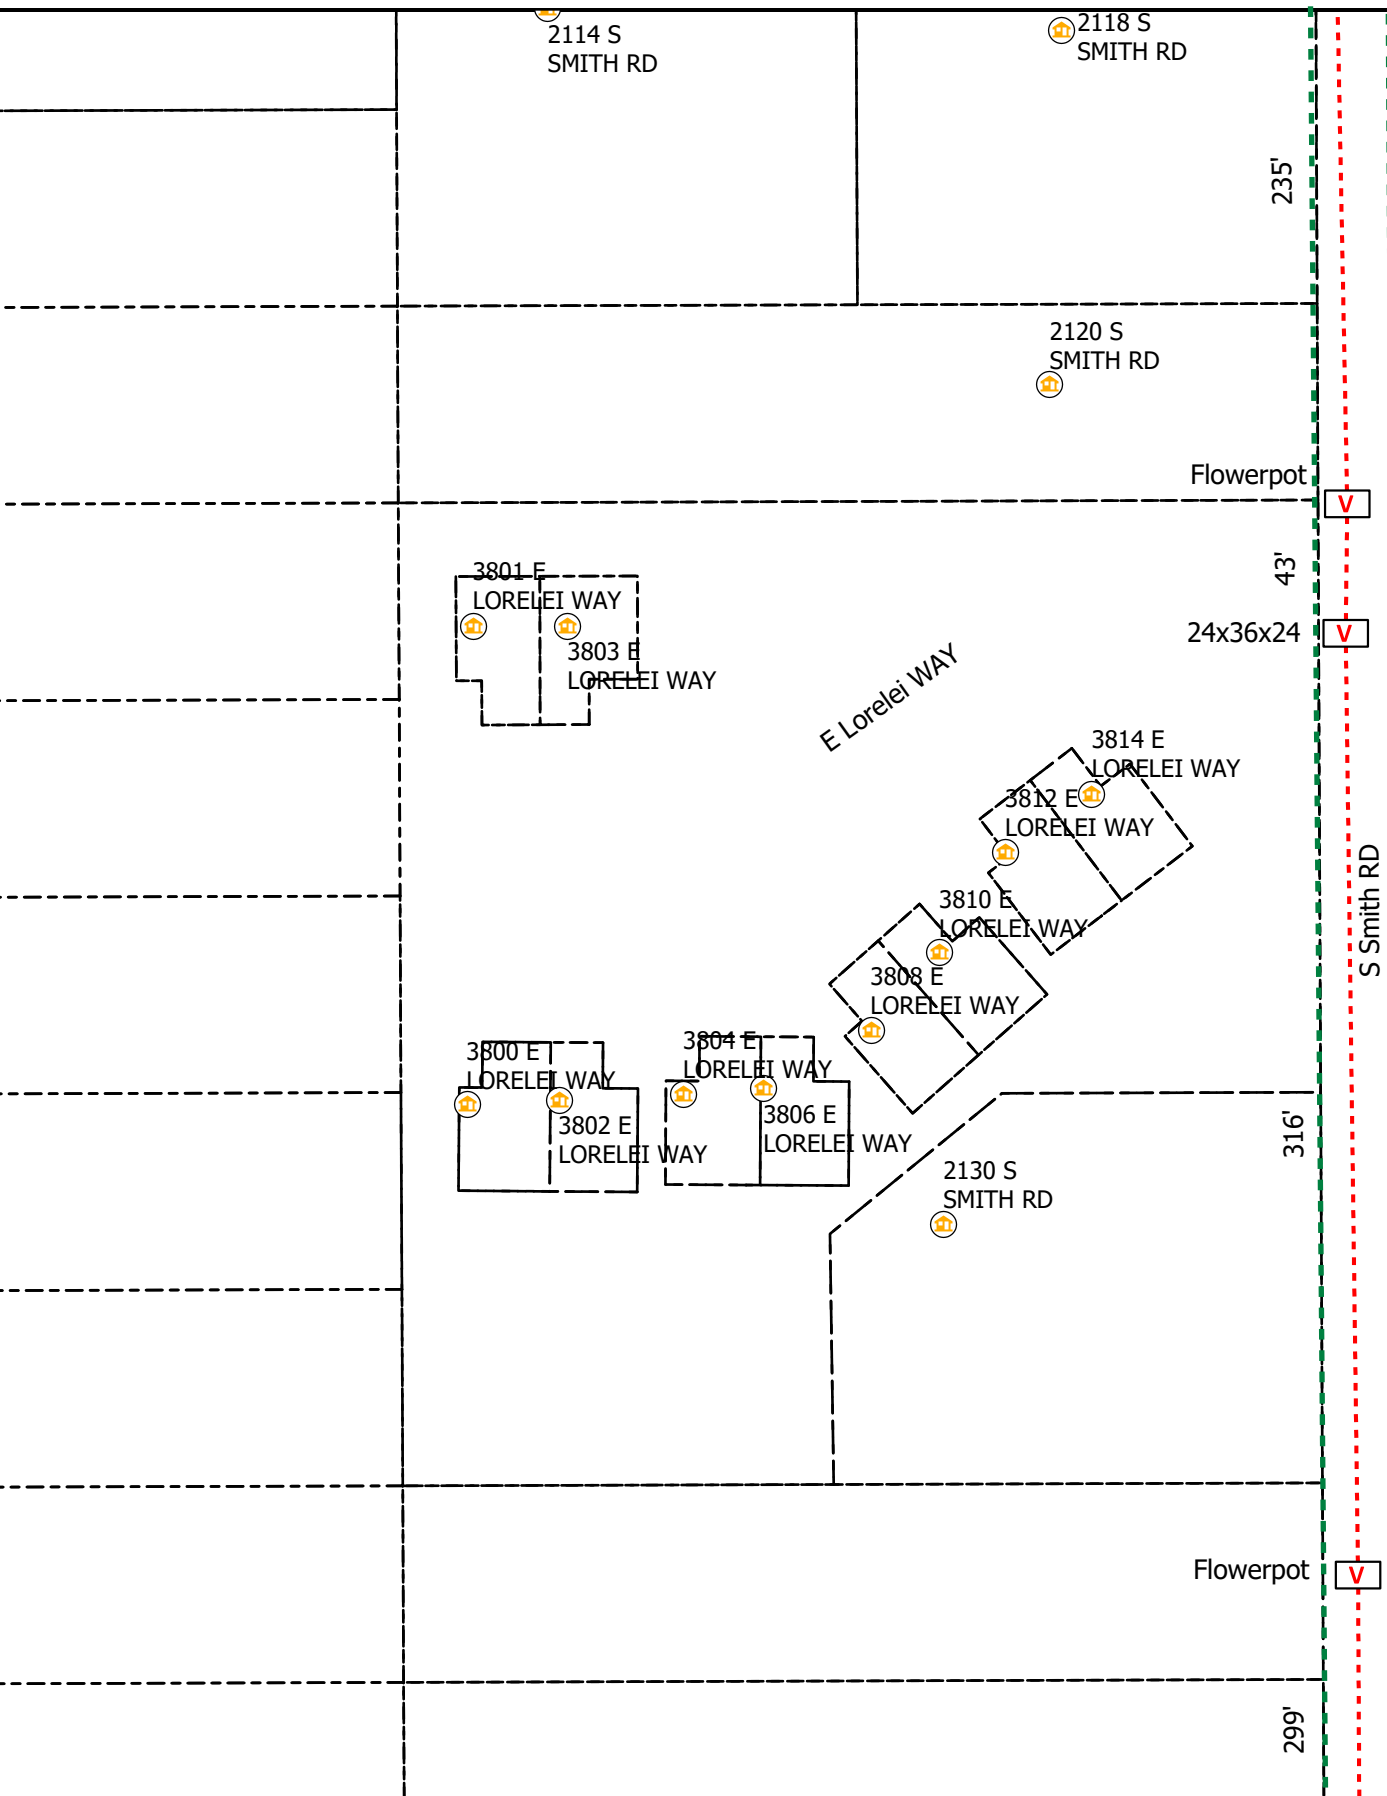 2114 S
SMITH RD
2118 S
SMITH RD
235'
2120 S
SMITH RD
Flowerpot
V
43'
3801 E
LORELEI WAY
3803 E
LORELEI WAY
24x36x24
V
E Lorelei WAY
3814 E
LORELEI WAY
3812 E
LORELEI WAY
3810 E
LORELEI WAY
3808 E
LORELEI WAY
S Smith RD
3800 E
LORELEI WAY
3802 E
LORELEI WAY
3804 E
LORELEI WAY
3806 E
LORELEI WAY
316'
2130 S
SMITH RD
Flowerpot
V
299'